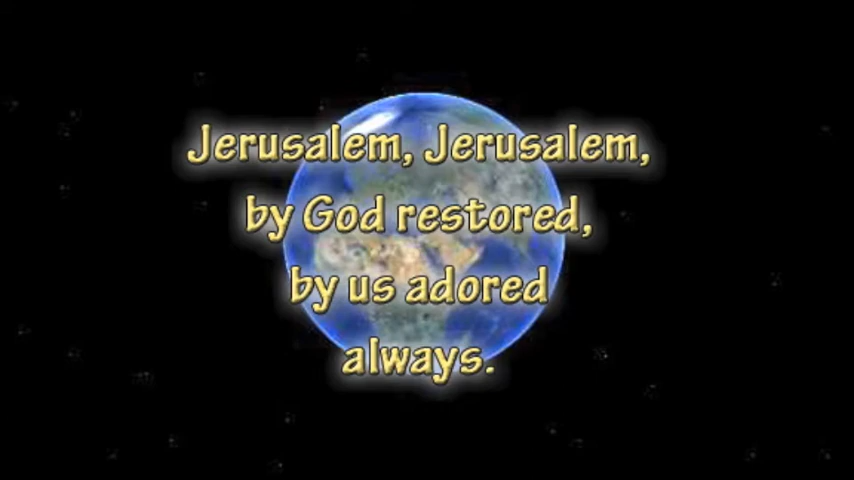 Jerusalem, Jerusalem,
by God restored,
by us adored
always.